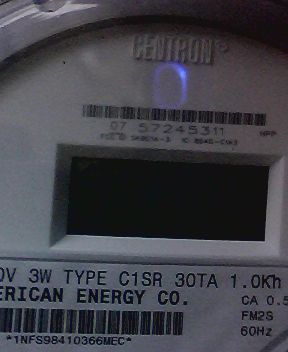 CENTRON®
07 57245311
NPP
0V 3W TYPE C1SR 30TA 1.0Kh
ERICAN ENERGY CO.
CA 0.5
FM2S
60Hz
*1NFS98410366MEC*